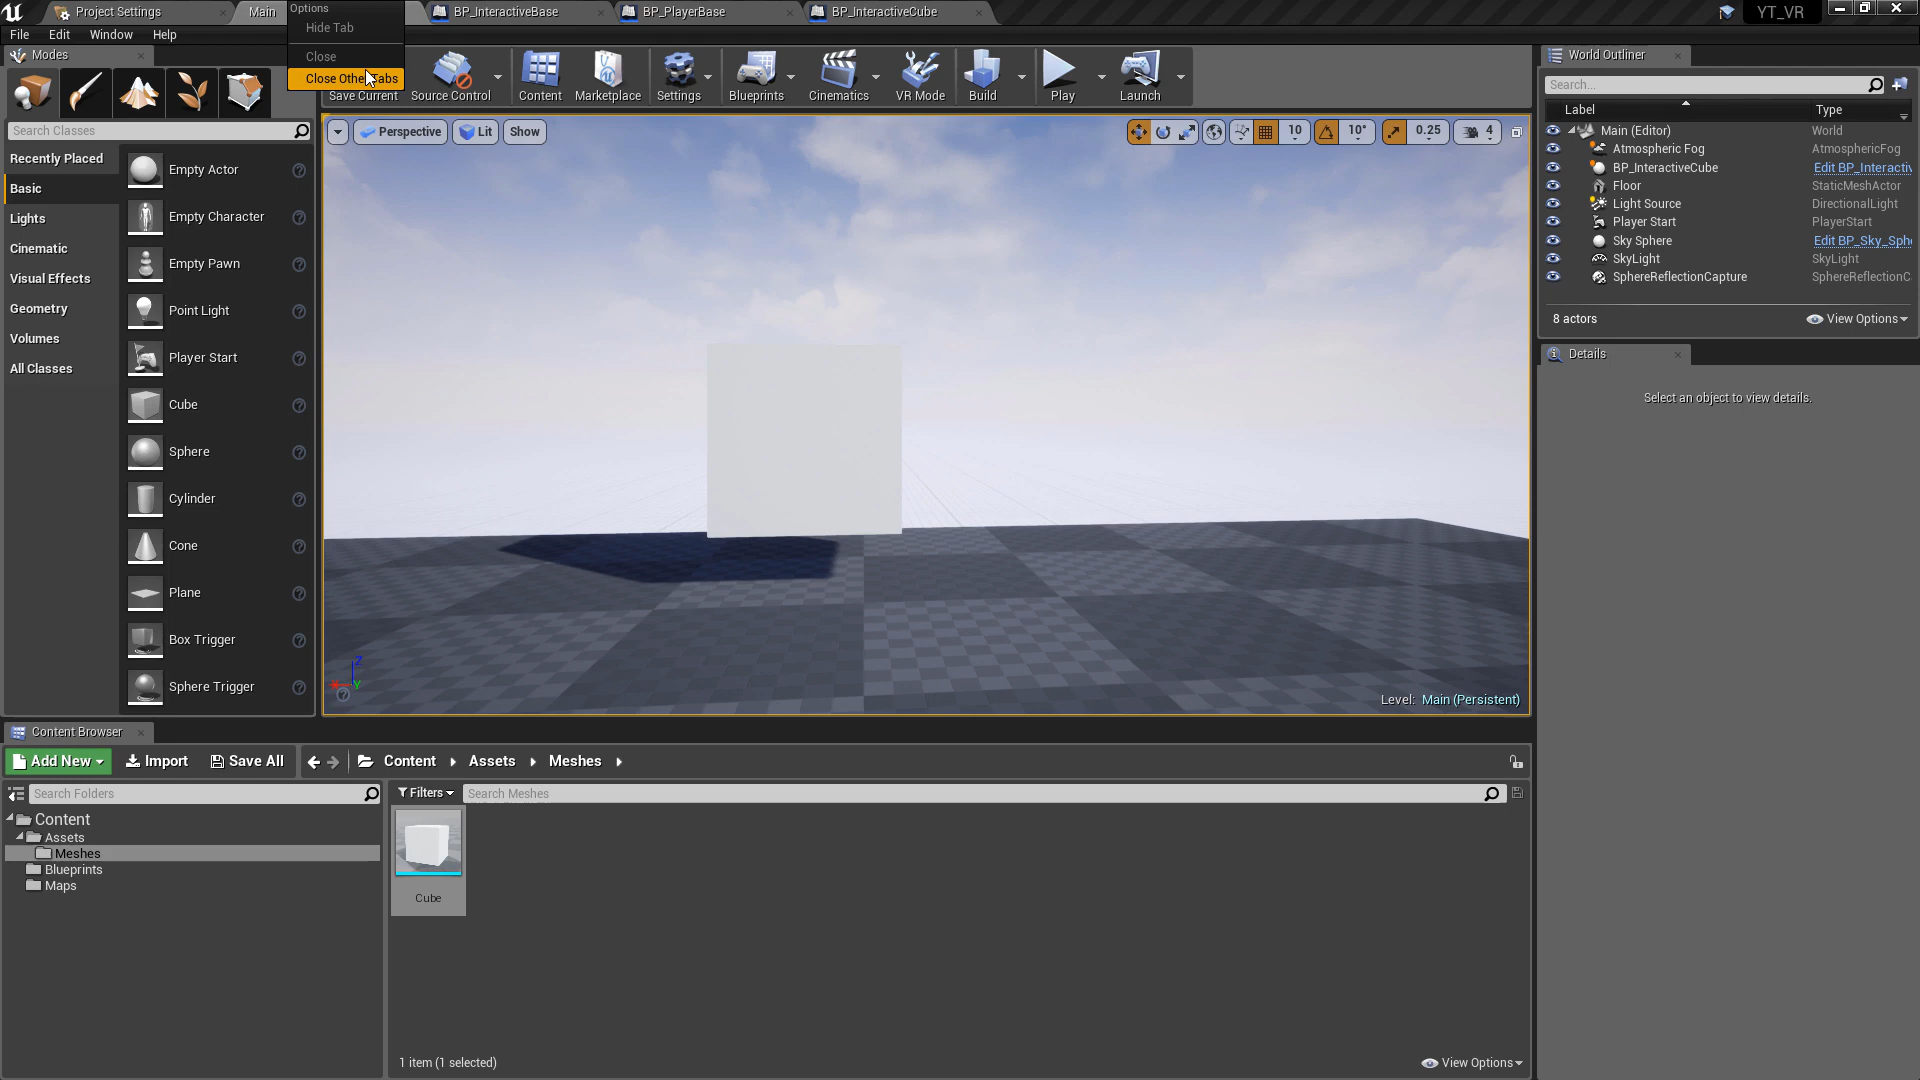 Project Settings
Main
Options
BP_InteractiveBase
BP_PlayerBase
BP_InteractiveCube
YT_VR
Hide Tab
File Edit Window Help
Close
Close Other Tabs
Modes
Save Current
Source Control
Content
Marketplace
Settings
Blueprints
Cinematics
VR Mode
Build
Play
Launch
World Outliner
Search...
Label Type
Main (Editor) World
Atmospheric Fog AtmosphericFog
BP_InteractiveCube Edit BP_Interactiv
Floor StaticMeshActor
Light Source DirectionalLight
Player Start PlayerStart
Sky Sphere Edit BP_Sky_Sph
SkyLight SkyLight
SphereReflectionCapture SphereReflectionC
8 actors View Options
Details
Select an object to view details.
Search Classes
Recently Placed
Basic
Lights
Cinematic
Visual Effects
Geometry
Volumes
All Classes
Empty Actor
Empty Character
Empty Pawn
Point Light
Player Start
Cube
Sphere
Cylinder
Cone
Plane
Box Trigger
Sphere Trigger
Perspective Lit Show
10 10° 0.25 4
Z
X Y
Level: Main (Persistent)
Content Browser
Add New Import Save All Content Assets Meshes
Search Folders
Filters Search Meshes
Content
Assets
Meshes
Blueprints
Maps
Cube
1 item (1 selected) View Options